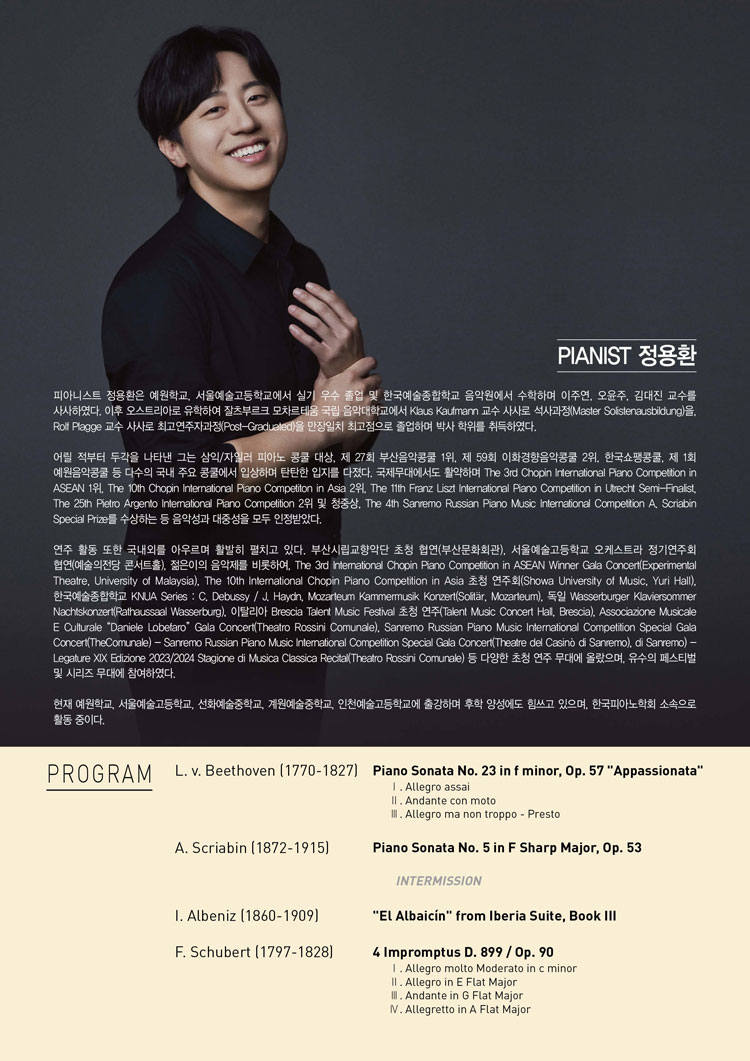 PIANIST 정용환
피아니스트 정용환은 예원학교, 서울예술고등학교에서 실기 우수 졸업 및 한국예술종합학교 음악원에서 수학하며 이주연, 오윤주, 김대진 교수를
사사하였다. 이후 오스트리아로 유학하여 잘츠부르크 모차르테움 국립 음악대학교에서 Klaus Kaufmann 교수 사사로 석사과정(Master Solistenausbildung)을,
Rolf Plagge 교수 사사로 최고연주자과정(Post-Graduated)을 만장일치 최고점으로 졸업하며 박사 학위를 취득하였다.
어릴 적부터 두각을 나타낸 그는 삼익/자일러 피아노 콩쿨 대상, 제 27회 부산음악콩쿨 1위, 제 59회 이화경향음악콩쿨 2위, 한국쇼팽콩쿨, 제 1회
예원음악콩쿨 등 다수의 국내 주요 콩쿨에서 입상하며 탄탄한 입지를 다졌다. 국제무대에서도 활약하며 The 3rd Chopin International Piano Competition in
ASEAN 1위, The 10th Chopin International Piano Competiton in Asia 2위, The 11th Franz Liszt International Piano Competition in Utrecht Semi-Finalist,
The 25th Pietro Argento International Piano Competition 2위 및 청중상, The 4th Sanremo Russian Piano Music International Competition A. Scriabin
Special Prize를 수상하는 등 음악성과 대중성을 모두 인정받았다.
연주 활동 또한 국내외를 아우르며 활발히 펼치고 있다. 부산시립교향악단 초청 협연(부산문화회관), 서울예술고등학교 오케스트라 정기연주회
협연(예술의전당 콘서트홀), 젊은이의 음악제를 비롯하여, The 3rd International Chopin Piano Competition in ASEAN Winner Gala Concert(Experimental
Theatre, University of Malaysia), The 10th International Chopin Piano Competition in Asia 초청 연주회(Showa University of Music, Yuri Hall),
한국예술종합학교 KNUA Series : C. Debussy / J. Haydn, Mozarteum Kammermusik Konzert(Solitär, Mozarteum), 독일 Wasserburger Klaviersommer
Nachtskonzert(Rathaussaal Wasserburg), 이탈리아 Brescia Talent Music Festival 초청 연주(Talent Music Concert Hall, Brescia), Associazione Musicale
E Culturale "Daniele Lobefaro" Gala Concert(Theatro Rossini Comunale), Sanremo Russian Piano Music International Competition Special Gala
Concert(TheComunale) – Sanremo Russian Piano Music International Competition Special Gala Concert(Theatre del Casinò di Sanremo), di Sanremo) –
Legature XIX Edizione 2023/2024 Stagione di Musica Classica Recital(Theatro Rossini Comunale) 등 다양한 초청 연주 무대에 올랐으며, 유수의 페스티벌
및 시리즈 무대에 참여하였다.
현재 예원학교, 서울예술고등학교, 선화예술중학교, 계원예술중학교, 인천예술고등학교에 출강하며 후학 양성에도 힘쓰고 있으며, 한국피아노학회 소속으로
활동 중이다.
PROGRAM
L. v. Beethoven (1770-1827) Piano Sonata No. 23 in f minor, Op. 57 "Appassionata"
Ⅰ. Allegro assai
Ⅱ. Andante con moto
Ⅲ. Allegro ma non troppo - Presto
A. Scriabin (1872-1915) Piano Sonata No. 5 in F Sharp Major, Op. 53
INTERMISSION
I. Albeniz (1860-1909) "El Albaicín" from Iberia Suite, Book III
F. Schubert (1797-1828) 4 Impromptus D. 899 / Op. 90
Ⅰ. Allegro molto Moderato in c minor
Ⅱ. Allegro in E Flat Major
Ⅲ. Andante in G Flat Major
Ⅳ. Allegretto in A Flat Major